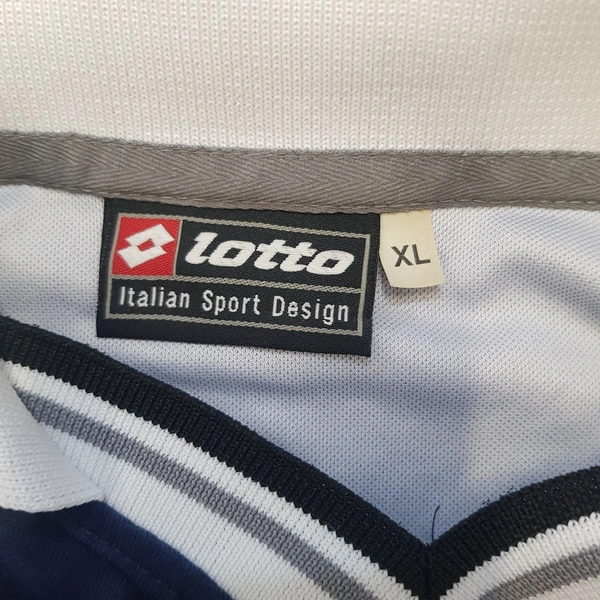 lotto
Italian Sport Design
XL